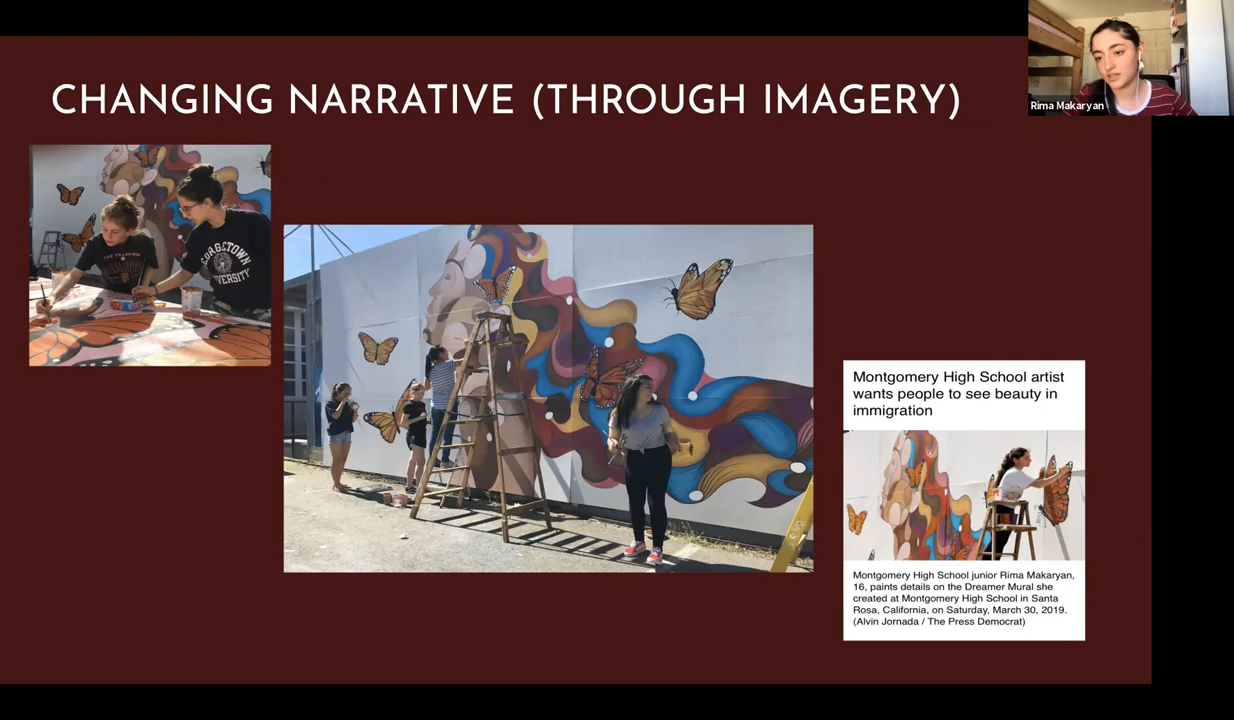 CHANGING NARRATIVE (THROUGH IMAGERY)
Rima Makaryan
GEORGETOWN
UNIVERSITY
Montgomery High School artist
wants people to see beauty in
immigration
Montgomery High School junior Rima Makaryan,
16, paints details on the Dreamer Mural she
created at Montgomery High School in Santa
Rosa, California, on Saturday, March 30, 2019.
(Alvin Jornada / The Press Democrat)